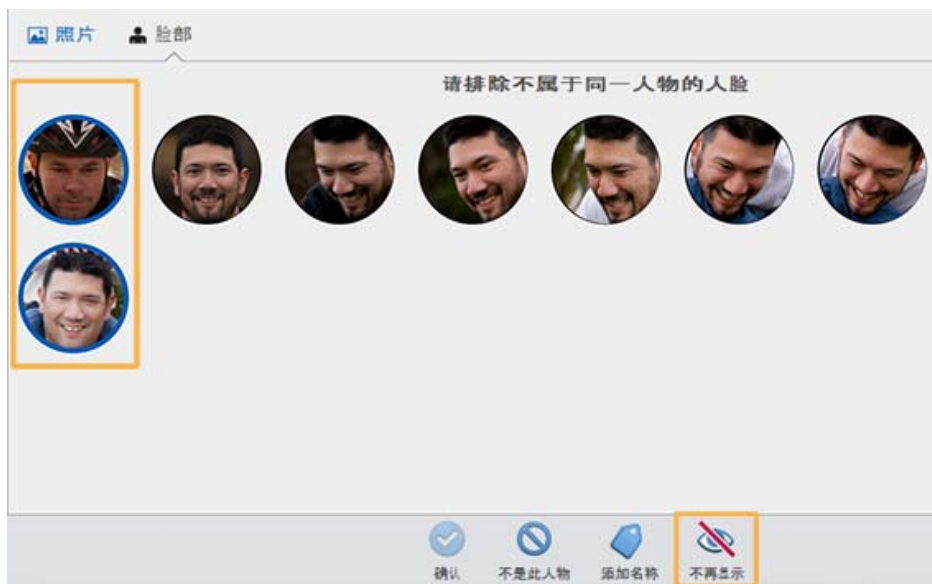 照片 脸部
请排除不属于同一人物的人脸
确认 不是此人物 添加名称 不再显示